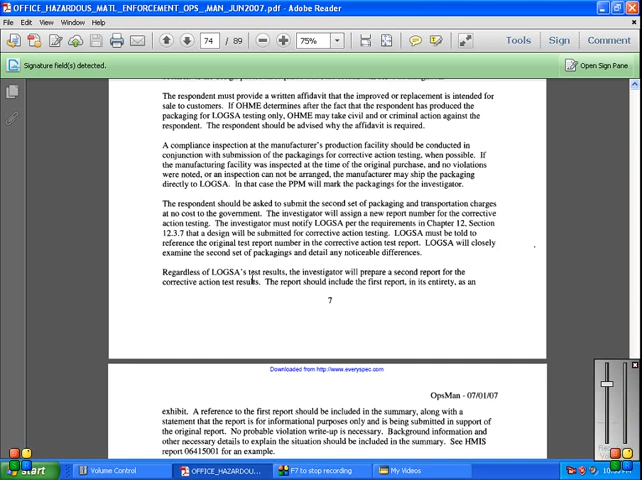 OFFICE_HAZARDOUS_MATL_ENFORCEMENT_OPS_.MAN_JUN2007.pdf - Adobe Reader
File Edit View Window Help
74 / 89 75% Tools Sign Comment
Signature field(s) detected. Open Sign Pane
The respondent must provide a written affidavit that the improved or replacement is intended for
sale to customers. If OHME determines after the fact that the respondent has produced the
packaging for LOGSA testing only, OHME may take civil and or criminal action against the
respondent. The respondent should be advised why the affidavit is required.
A compliance inspection at the manufacturer's production facility should be conducted in
conjunction with submission of the packagings for corrective action testing, when possible. If
the manufacturing facility was inspected at the time of the original purchase, and no violations
were noted, or an inspection can not be arranged, the manufacturer may ship the packaging
directly to LOGSA. In that case the PPM will mark the packagings for the investigator.
The respondent should be asked to submit the second set of packaging and transportation charges
at no cost to the government. The investigator will assign a new report number for the corrective
action testing. The investigator must notify LOGSA per the requirements in Chapter 12, Section
12.3.7 that a design will be submitted for corrective action testing. LOGSA must be told to
reference the original test report number in the corrective action test report. LOGSA will closely
examine the second set of packagings and detail any noticeable differences.
Regardless of LOGSA's test results, the investigator will prepare a second report for the
corrective action test results. The report should include the first report, in its entirety, as an
7
Downloaded from http://www.everyspec.com
OpsMan - 07/01/07
exhibit. A reference to the first report should be included in the summary, along with a
statement that the report is for informational purposes only and is being submitted in support of
the original report. No probable violation write-up is necessary. Background information and
other necessary details to explain the situation should be included in the summary. See HMIS
report 06415001 for an example.
start Volume Control OFFICE_HAZARDOU... F7 to stop recording My Videos